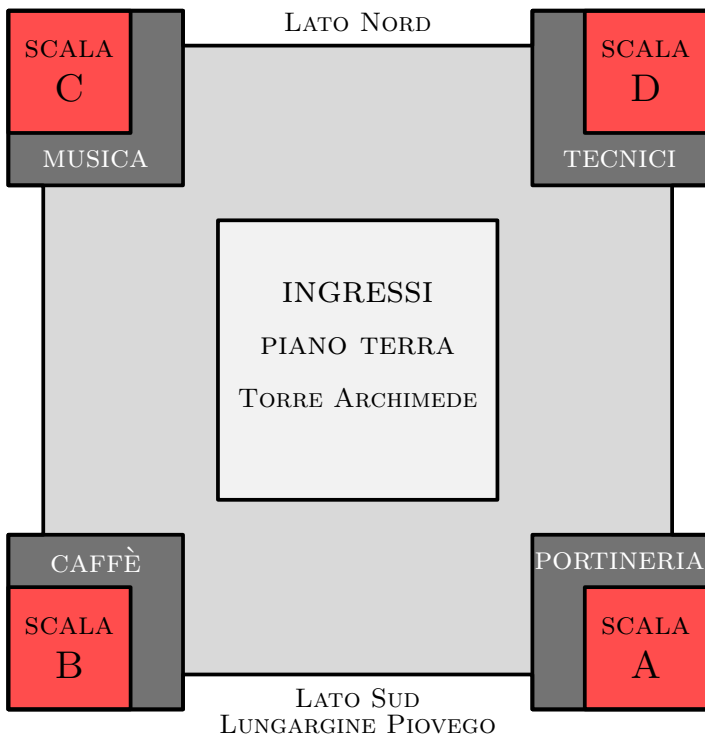 Lato Nord
SCALA
C
MUSICA
SCALA
D
TECNICI
INGRESSI
PIANO TERRA
Torre Archimede
CAFFÈ
SCALA
B
PORTINERIA
SCALA
A
Lato Sud
Lungargine Piovego